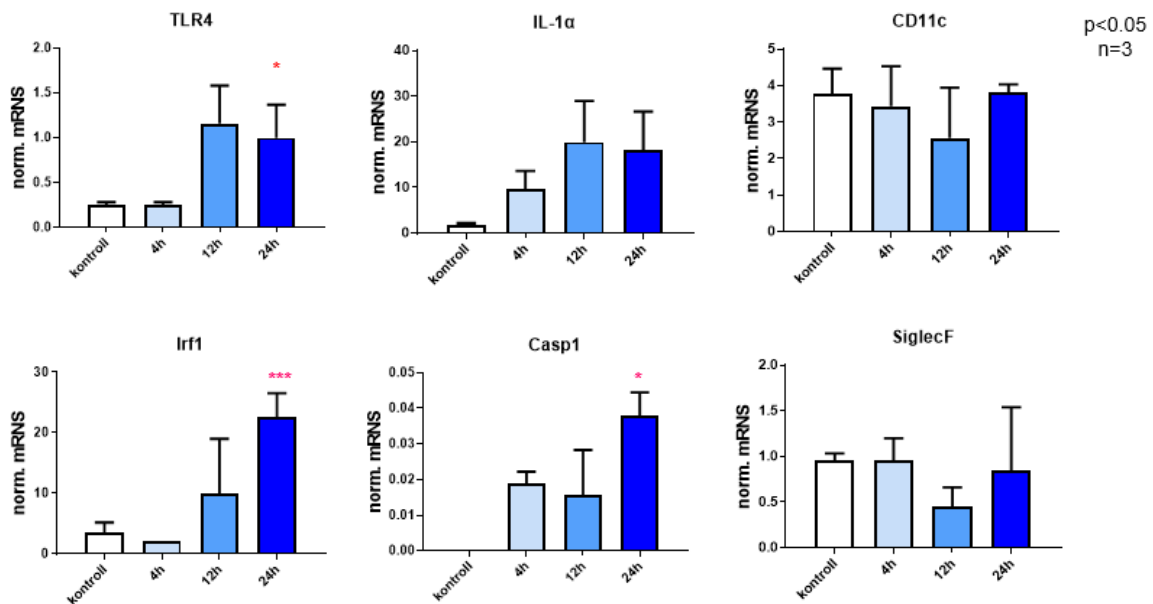 TLR4
norm. mRNS
2.0
1.5
1.0
0.5
0.0
*
kontroll
4h
12h
24h
IL-1α
norm. mRNS
40
30
20
10
0
kontroll
4h
12h
24h
CD11c
norm. mRNS
5
4
3
2
1
0
kontroll
4h
12h
24h
p<0.05
n=3
Irf1
norm. mRNS
30
20
10
0
***
kontroll
4h
12h
24h
Casp1
norm. mRNS
0.05
0.04
0.03
0.02
0.01
0.00
*
kontroll
4h
12h
24h
SiglecF
norm. mRNS
2.0
1.5
1.0
0.5
0.0
kontroll
4h
12h
24h